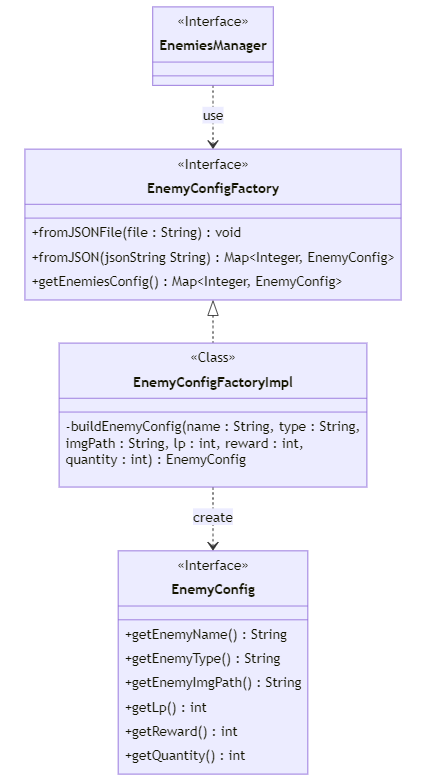 «Interface»
EnemiesManager
use
«Interface»
EnemyConfigFactory
+fromJSONFile(file : String) : void
+fromJSON(jsonString String) : Map<Integer, EnemyConfig>
+getEnemiesConfig() : Map<Integer, EnemyConfig>
«Class»
EnemyConfigFactoryImpl
-buildEnemyConfig(name : String, type : String,
imgPath : String, lp : int, reward : int,
quantity : int) : EnemyConfig
create
«Interface»
EnemyConfig
+getEnemyName() : String
+getEnemyType() : String
+getEnemyImgPath() : String
+getLp() : int
+getReward() : int
+getQuantity() : int